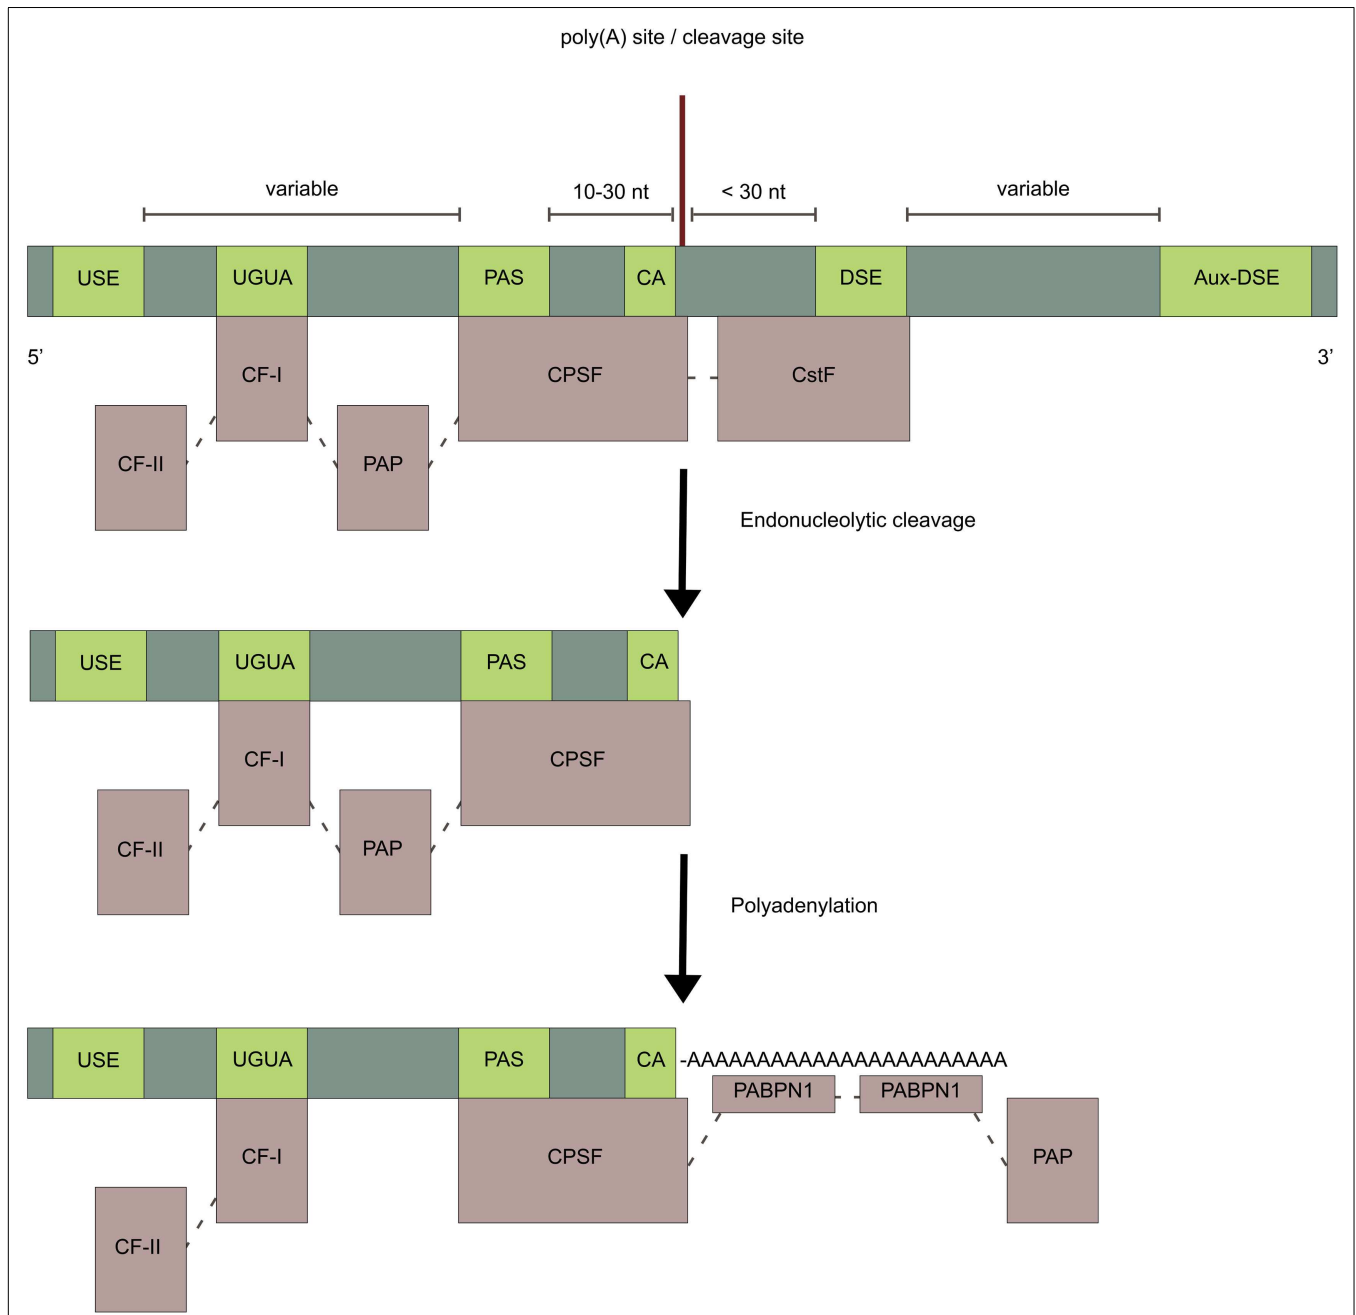 poly(A) site / cleavage site
variable
10-30 nt
< 30 nt
variable
USE
UGUA
PAS
CA
DSE
Aux-DSE
5’
3’
CF-I
CPSF
CstF
CF-II
PAP
Endonucleolytic cleavage
USE
UGUA
PAS
CA
CF-I
CPSF
CF-II
PAP
Polyadenylation
USE
UGUA
PAS
CA
-AAAAAAAAAAAAAAAAAAAAAAA
PABPN1
PABPN1
CF-I
CPSF
PAP
CF-II